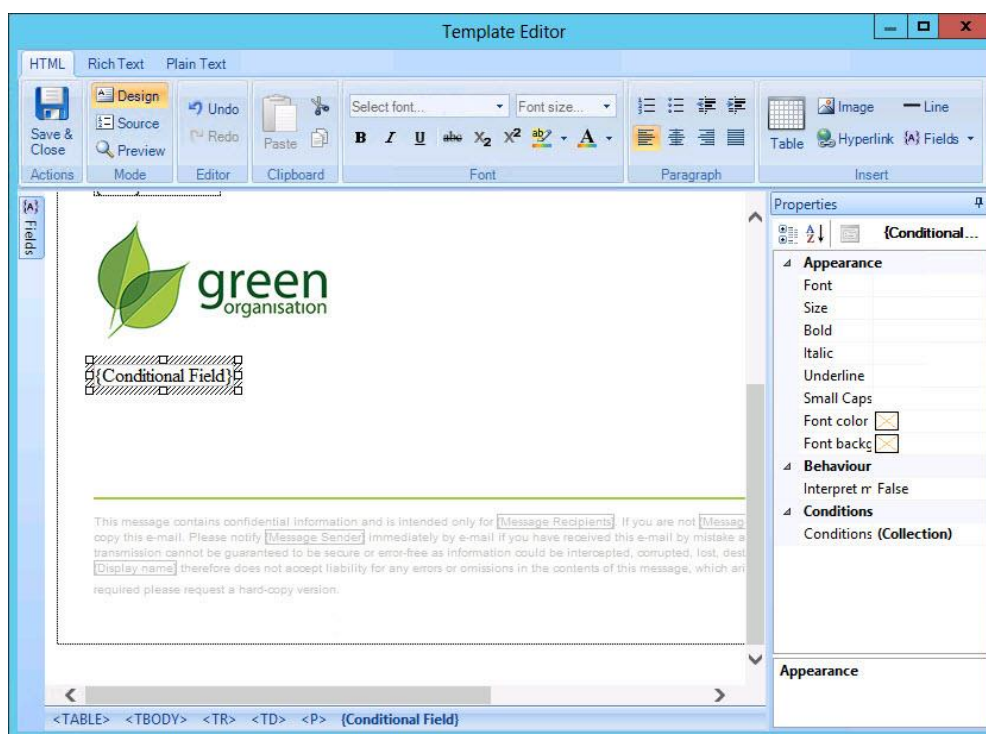 Template Editor
HTML Rich Text Plain Text
Save & Close
Design
Source
Preview
Undo
Redo
Paste
Select font... Font size...
B I U abc X₂ X² ab A
Table
Image Line
Hyperlink {A} Fields
Actions Mode Editor Clipboard Font Paragraph Insert
{A} Fields
green
organisation
{Conditional Field}
This message contains confidential information and is intended only for [Message Recipients]. If you are not [Messag
copy this e-mail. Please notify [Message Sender] immediately by e-mail if you have received this e-mail by mistake a
transmission cannot be guaranteed to be secure or error-free as information could be intercepted, corrupted, lost, dest
[Display name] therefore does not accept liability for any errors or omissions in the contents of this message, which ari
required please request a hard-copy version.
<TABLE> <TBODY> <TR> <TD> <P> {Conditional Field}
Properties
{Conditional...
Appearance
Font
Size
Bold
Italic
Underline
Small Caps
Font color
Font backg
Behaviour
Interpret n False
Conditions
Conditions (Collection)
Appearance